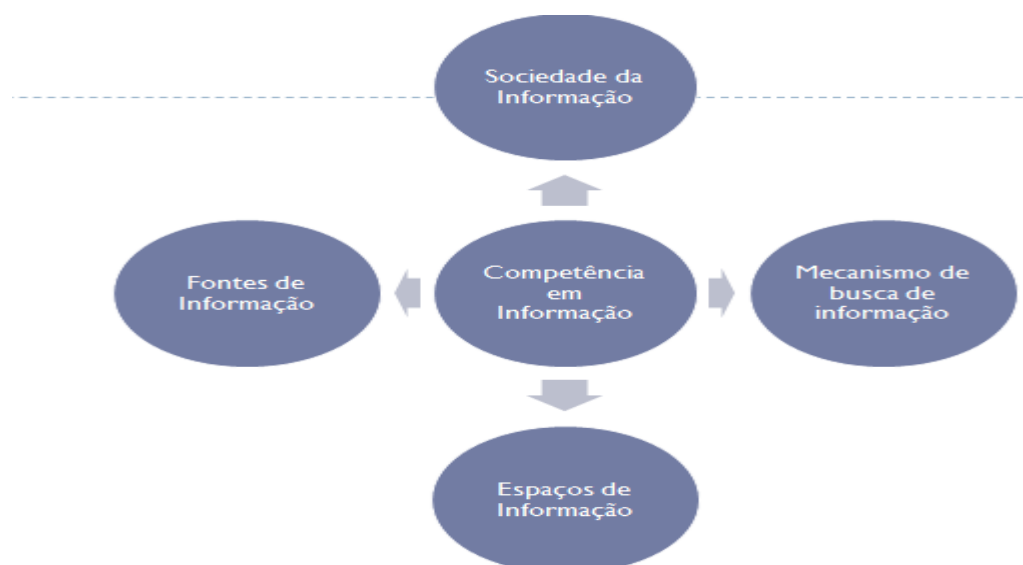 Sociedade da
Informação
Fontes de
Informação
Competência
em
Informação
Mecanismo de
busca de
informação
Espaços de
Informação